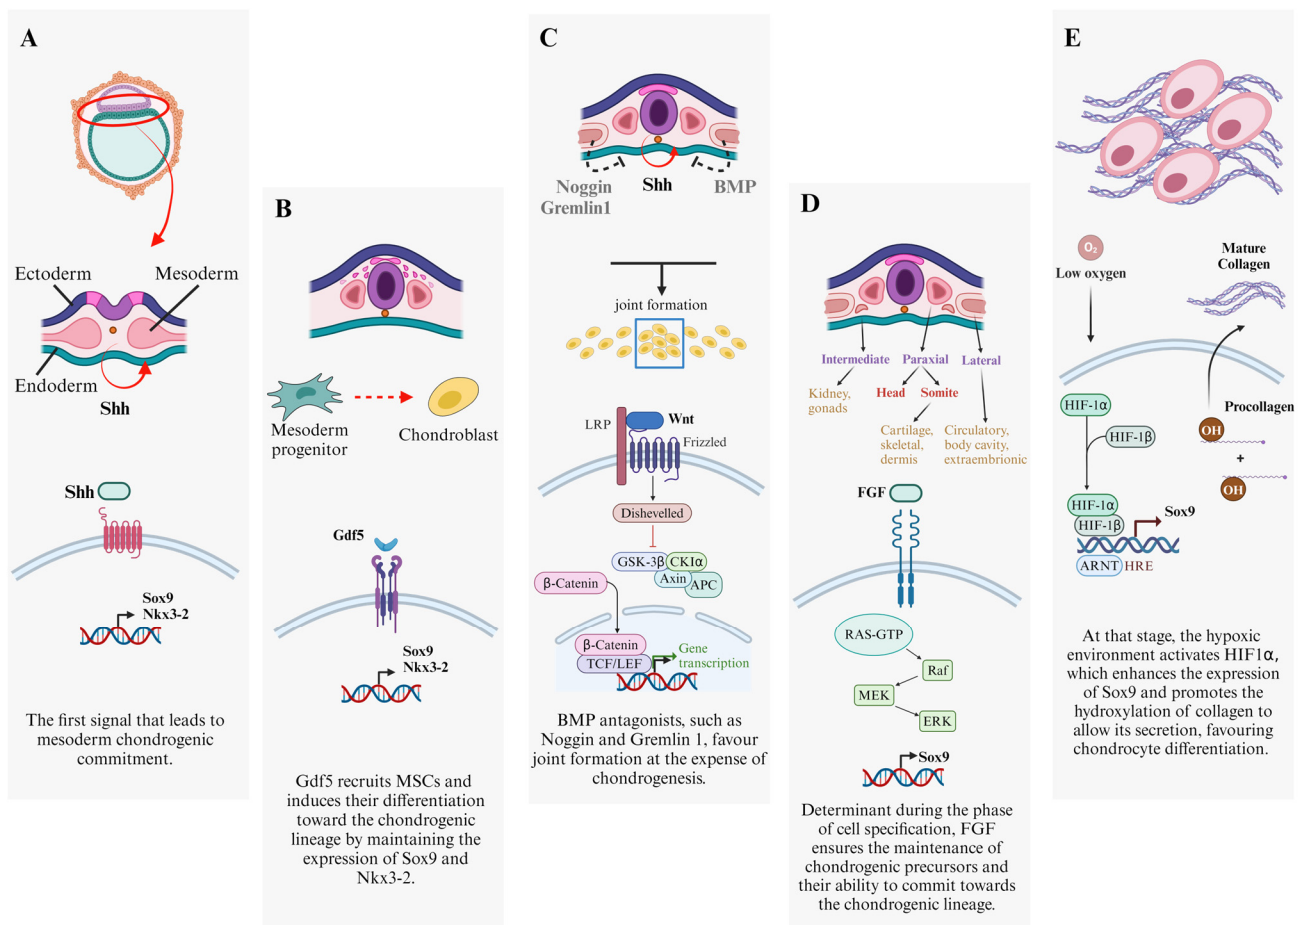 A
Ectoderm
Mesoderm
Endoderm
Shh
Shh
Sox9
Nkx3-2
The first signal that leads to
mesoderm chondrogenic
commitment.
B
Mesoderm
progenitor
Chondroblast
Gdf5
Sox9
Nkx3-2
Gdf5 recruits MSCs and
induces their differentiation
toward the chondrogenic
lineage by maintaining the
expression of Sox9 and
Nkx3-2.
C
Noggin
Gremlin1
Shh
BMP
joint formation
LRP
Wnt
Frizzled
Dishevelled
GSK-3β
CKIα
Axin
APC
β-Catenin
β-Catenin
TCF/LEF
Gene
transcription
BMP antagonists, such as
Noggin and Gremlin 1, favour
joint formation at the expense of
chondrogenesis.
D
Intermediate
Paraxial
Lateral
Kidney,
gonads
Head
Somite
Cartilage,
skeletal,
dermis
Circulatory,
body cavity,
extraembrionic
FGF
RAS-GTP
Raf
MEK
ERK
Sox9
Determinant during the phase
of cell specification, FGF
ensures the maintenance of
chondrogenic precursors and
their ability to commit towards
the chondrogenic lineage.
E
O₂
Low oxygen
Mature
Collagen
HIF-1α
HIF-1β
Procollagen
OH
+
OH
HIF-1α
HIF-1β
Sox9
ARNT
HRE
At that stage, the hypoxic
environment activates HIF1α,
which enhances the expression
of Sox9 and promotes the
hydroxylation of collagen to
allow its secretion, favouring
chondrocyte differentiation.